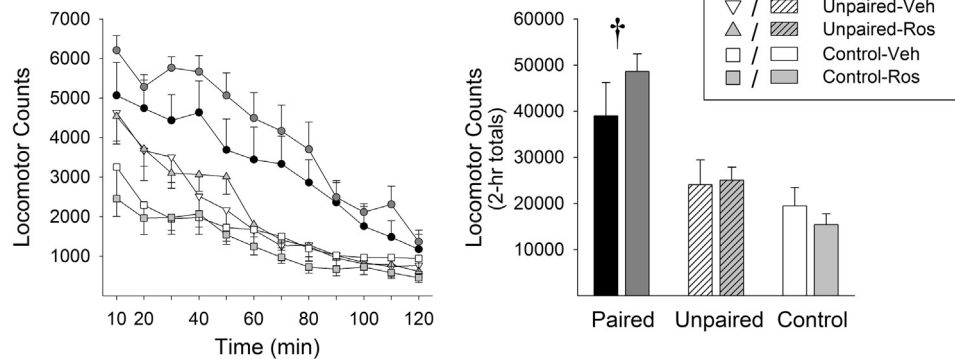 Locomotor Counts
7000
6000
5000
4000
3000
2000
1000
10 20 40 60 80 100 120
Time (min)
Locomotor Counts
(2-hr totals)
60000
50000
40000
30000
20000
10000
†
Paired Unpaired Control
/ Unpaired-Veh
/ Unpaired-Ros
/ Control-Veh
/ Control-Ros